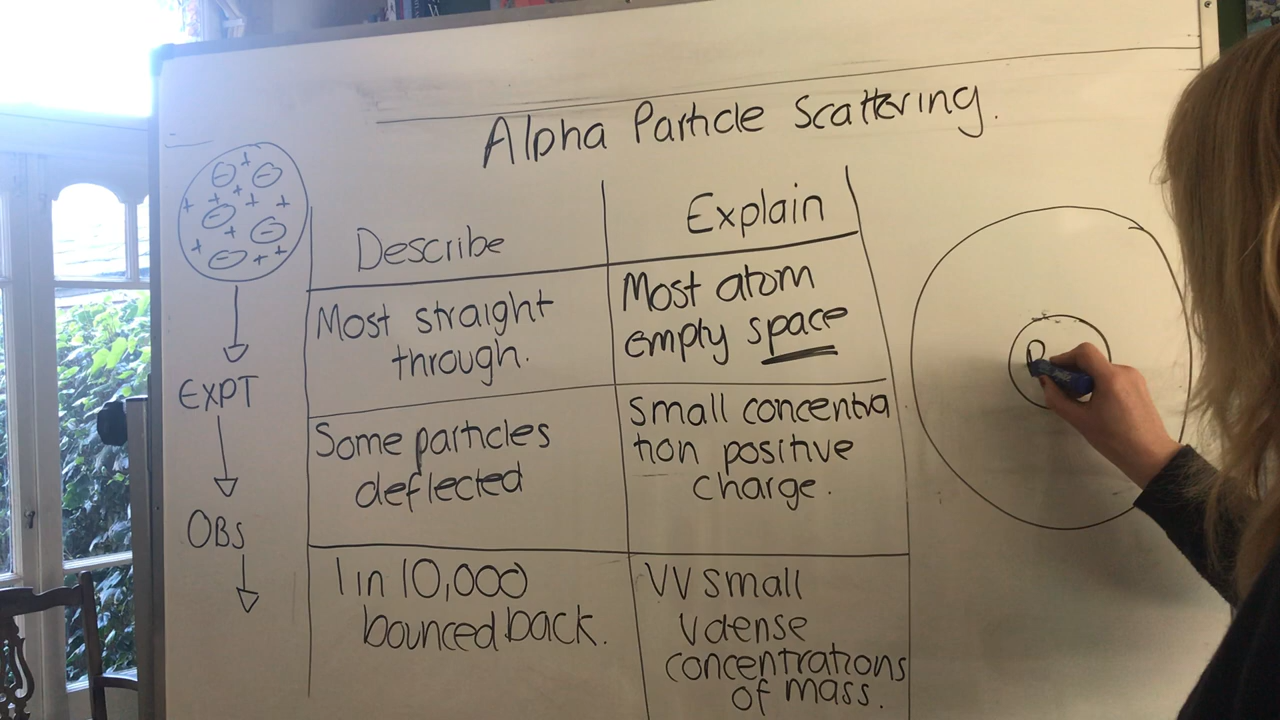 Alpha Particle Scattering.
Describe
Explain
Most straight
through.
Most atom
empty space
Some particles
deflected
Small concentra
tion positive
charge.
1 in 10,000
bounced back.
VV small
V dense
concentrations
of mass.
EXPT
OBS
P